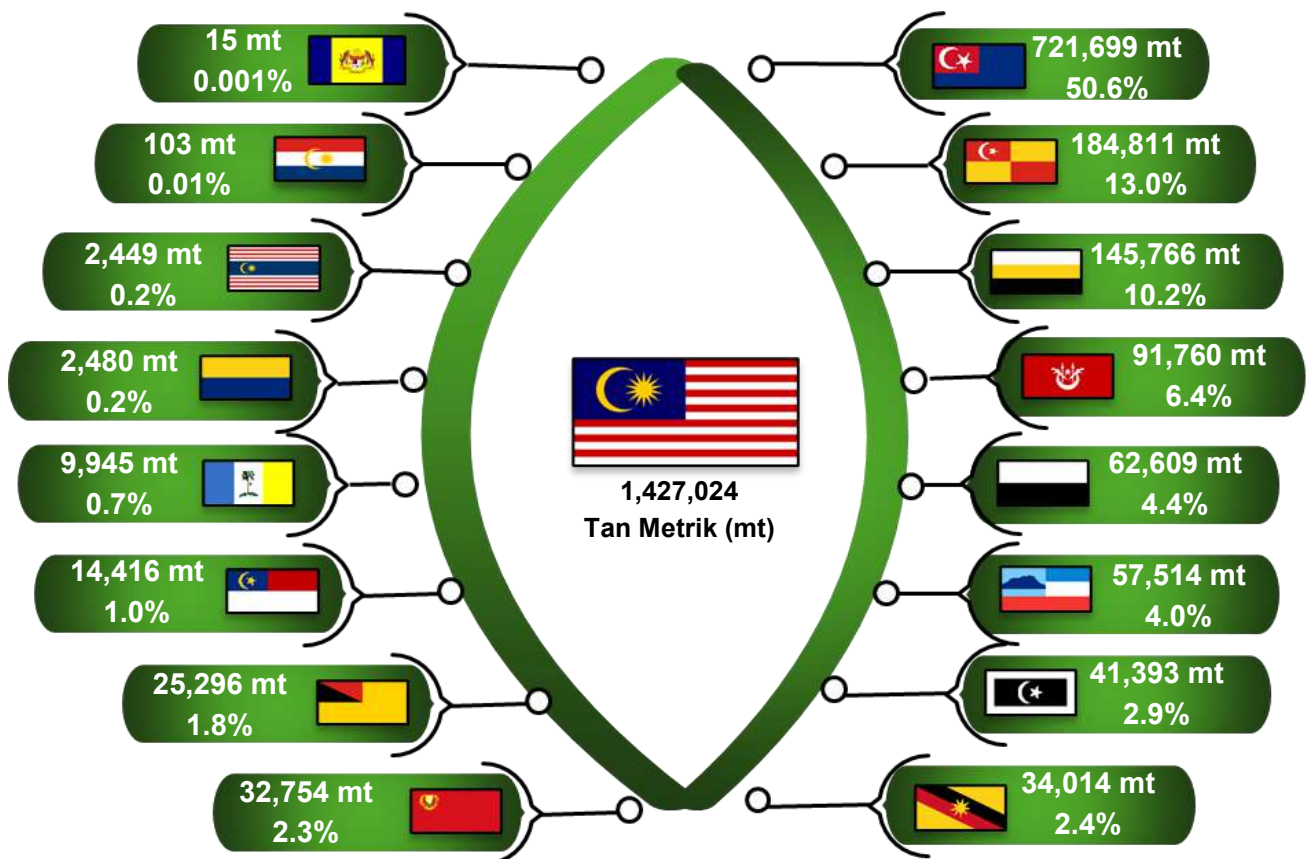 15 mt
0.001%
103 mt
0.01%
2,449 mt
0.2%
2,480 mt
0.2%
9,945 mt
0.7%
14,416 mt
1.0%
25,296 mt
1.8%
32,754 mt
2.3%
1,427,024
Tan Metrik (mt)
721,699 mt
50.6%
184,811 mt
13.0%
145,766 mt
10.2%
91,760 mt
6.4%
62,609 mt
4.4%
57,514 mt
4.0%
41,393 mt
2.9%
34,014 mt
2.4%